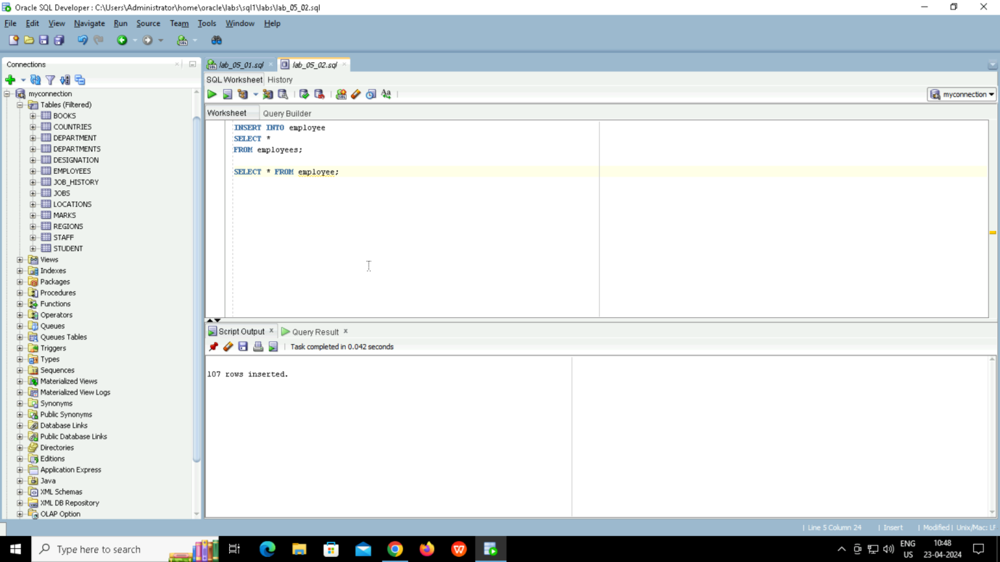 Oracle SQL Developer : C:\Users\Administrator\home\oracle\labs\sql1\labs\lab_05_02.sql
File Edit View Navigate Run Source Team Tools Window Help
Connections
lab_05_01.sql
lab_05_02.sql
SQL Worksheet History
myconnection
Worksheet Query Builder
myconnection
Tables (Filtered)
BOOKS
COUNTRIES
DEPARTMENT
DEPARTMENTS
DESIGNATION
EMPLOYEES
JOB_HISTORY
JOBS
LOCATIONS
MARKS
REGIONS
STAFF
STUDENT
Views
Indexes
Packages
Procedures
Functions
Operators
Queues
Queues Tables
Triggers
Types
Sequences
Materialized Views
Materialized View Logs
Synonyms
Public Synonyms
Database Links
Public Database Links
Directories
Editions
Application Express
Java
XML Schemas
XML DB Repository
OLAP Option
INSERT INTO employee
SELECT *
FROM employees;
SELECT * FROM employee;
Script Output Query Result
Task completed in 0.042 seconds
107 rows inserted.
Line 5 Column 24 Insert Modified Unix/Mac: LF
Type here to search
ENG
US
10:48
23-04-2024